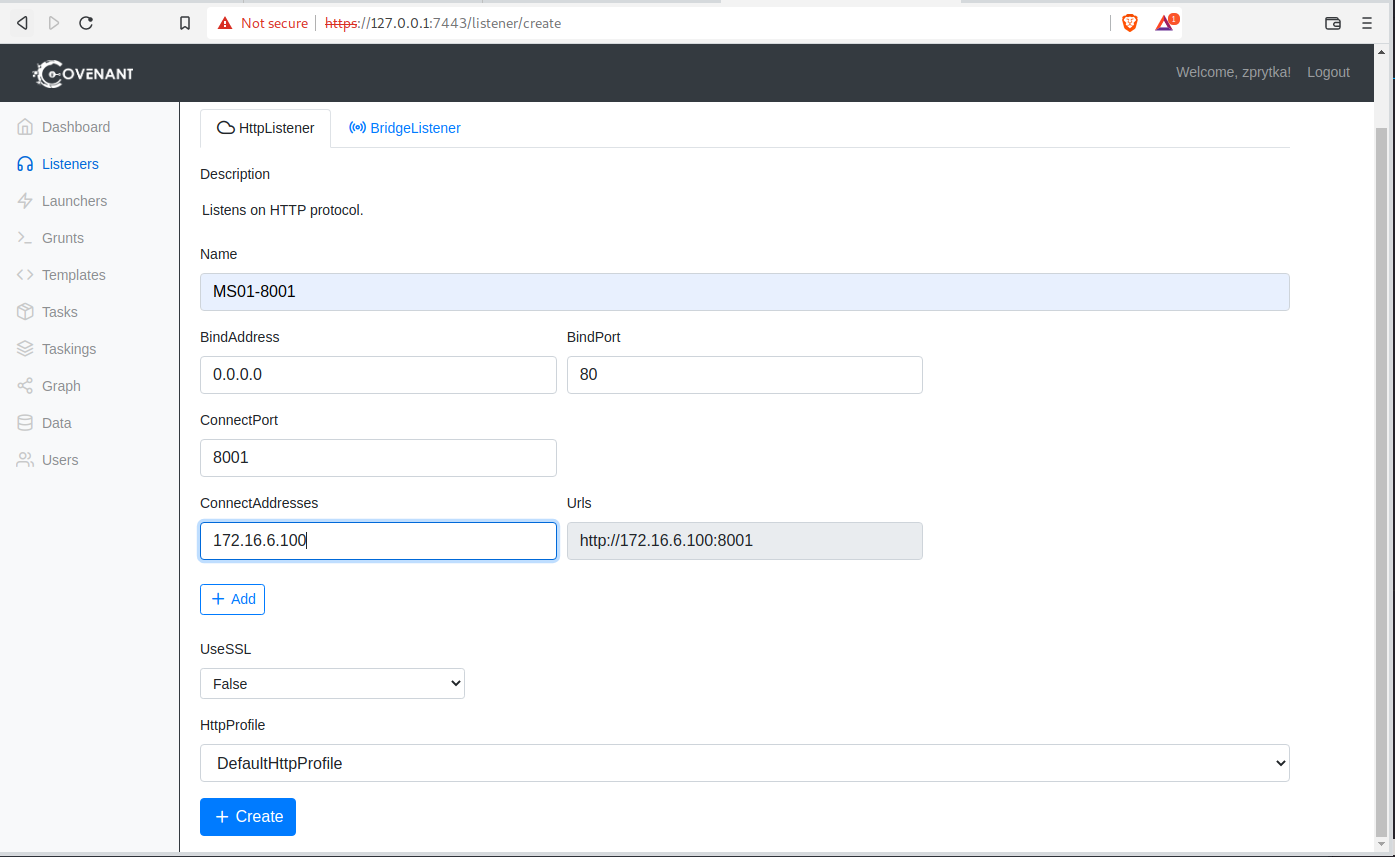 Not secure https://127.0.0.1:7443/listener/create 1
COVENANT Welcome, zprytka! Logout
Dashboard
Listeners
Launchers
Grunts
Templates
Tasks
Taskings
Graph
Data
Users
HttpListener BridgeListener
Description
Listens on HTTP protocol.
Name
MS01-8001
BindAddress BindPort
0.0.0.0 80
ConnectPort
8001
ConnectAddresses Urls
172.16.6.100 http://172.16.6.100:8001
+ Add
UseSSL
False
HttpProfile
DefaultHttpProfile
+ Create